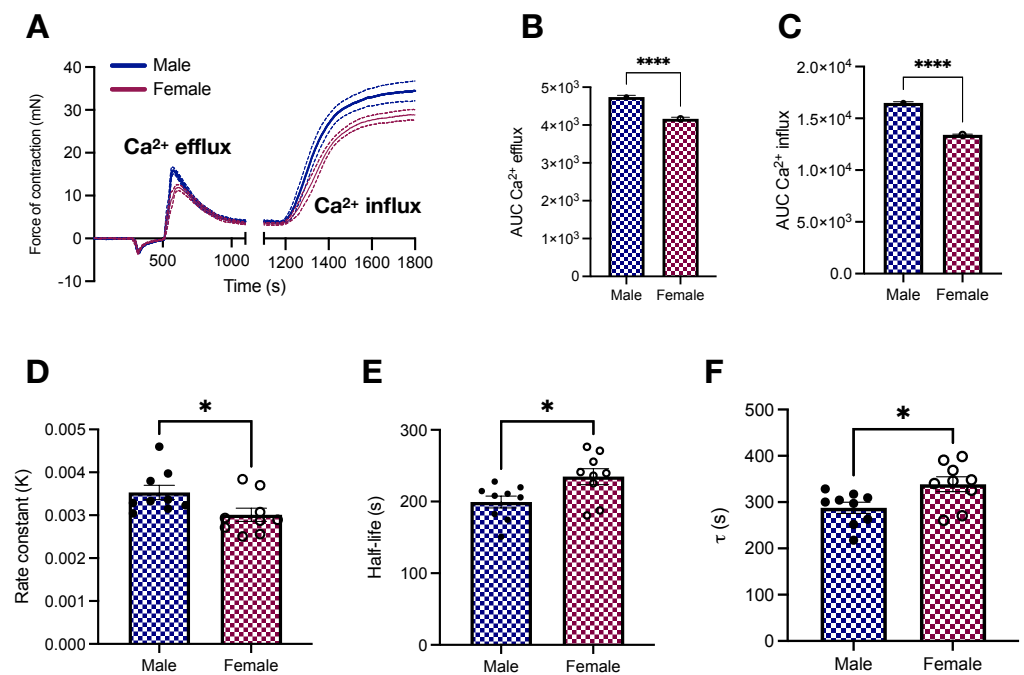 A
Male
Female
Force of contraction (mN)
40
30
20
10
0
-10
Ca²⁺ efflux
Ca²⁺ influx
500
1000
1200
1400
1600
1800
Time (s)
B
****
AUC Ca²⁺ efflux
5×10³
4×10³
3×10³
2×10³
1×10³
0
Male
Female
C
****
AUC Ca²⁺ influx
2.0×10⁴
1.5×10⁴
1.0×10⁴
5.0×10³
0.0
Male
Female
D
*
Rate constant (K)
0.005
0.004
0.003
0.002
0.001
0.000
Male
Female
E
*
Half-life (s)
300
200
100
0
Male
Female
F
*
τ (s)
500
400
300
200
100
0
Male
Female